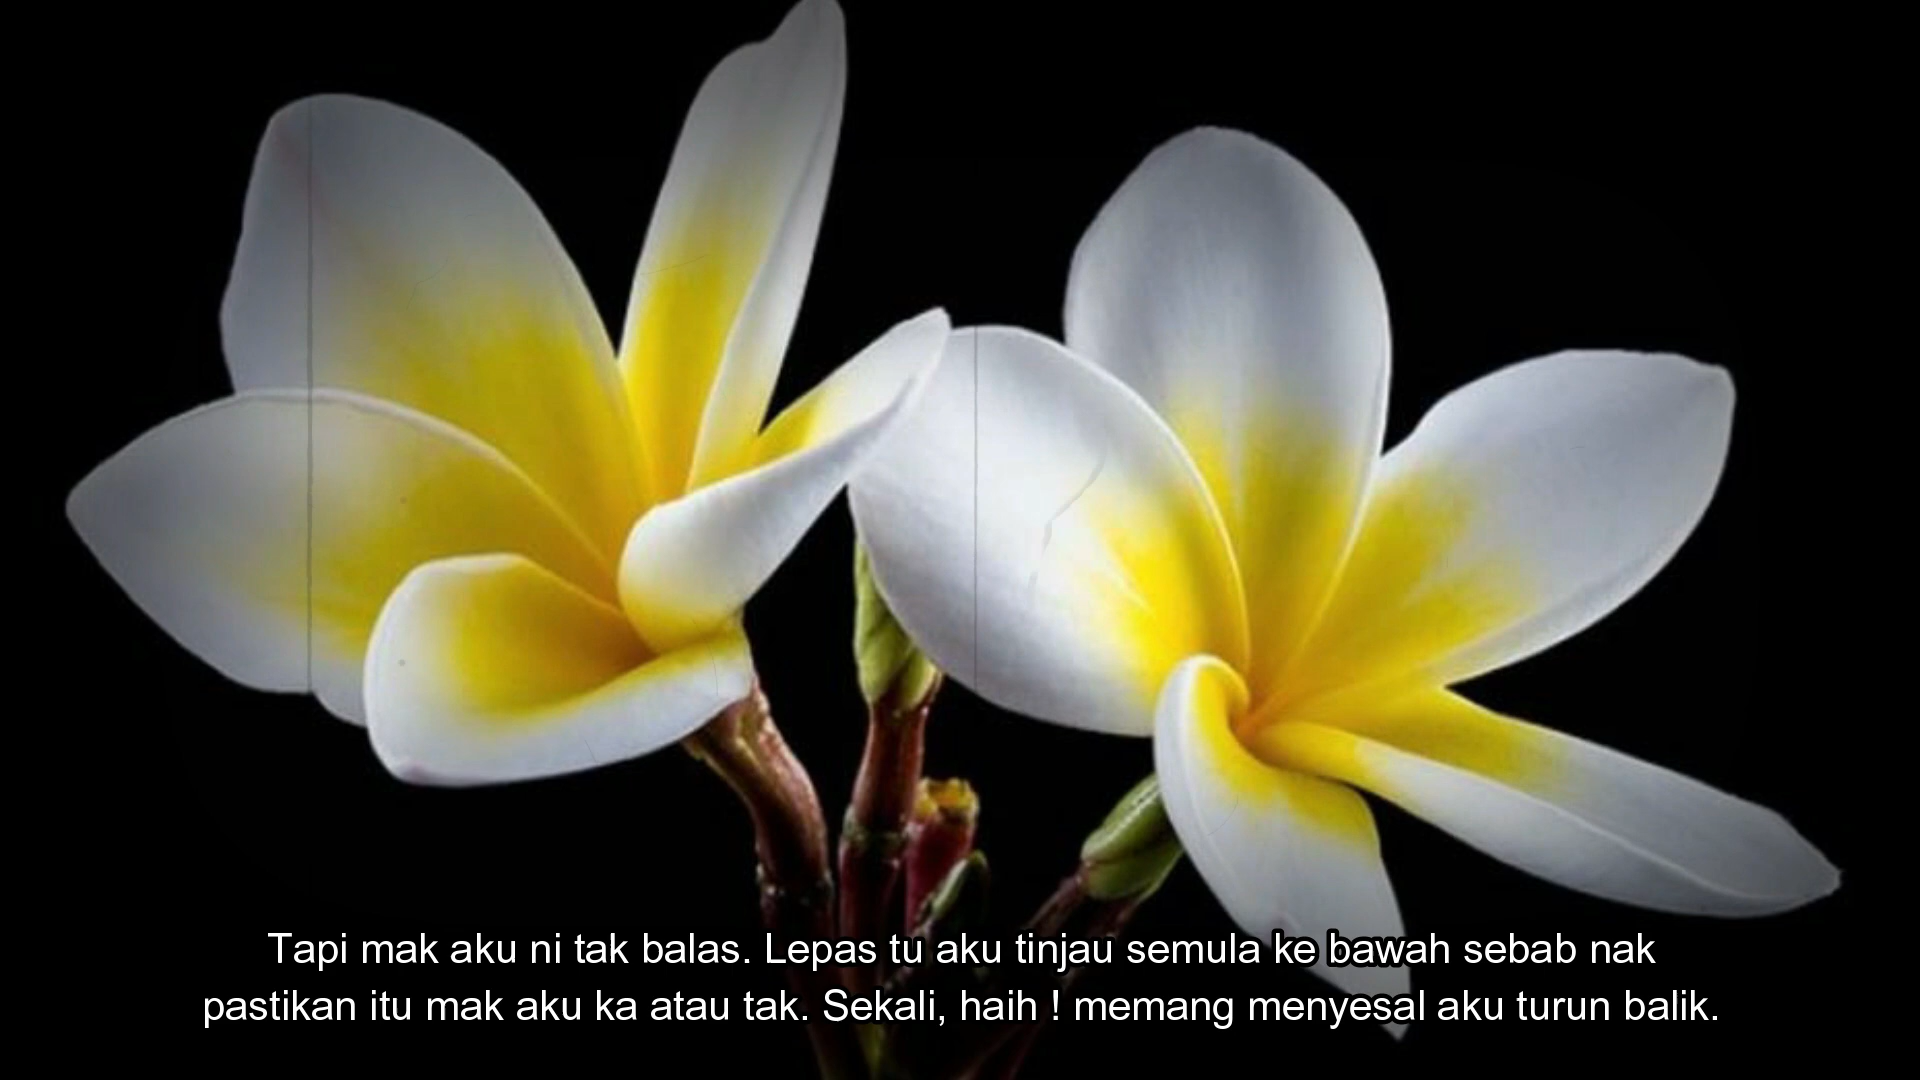 Tapi mak aku ni tak balas. Lepas tu aku tinjau semula ke bawah sebab nak
pastikan itu mak aku ka atau tak. Sekali, haih ! memang menyesal aku turun balik.